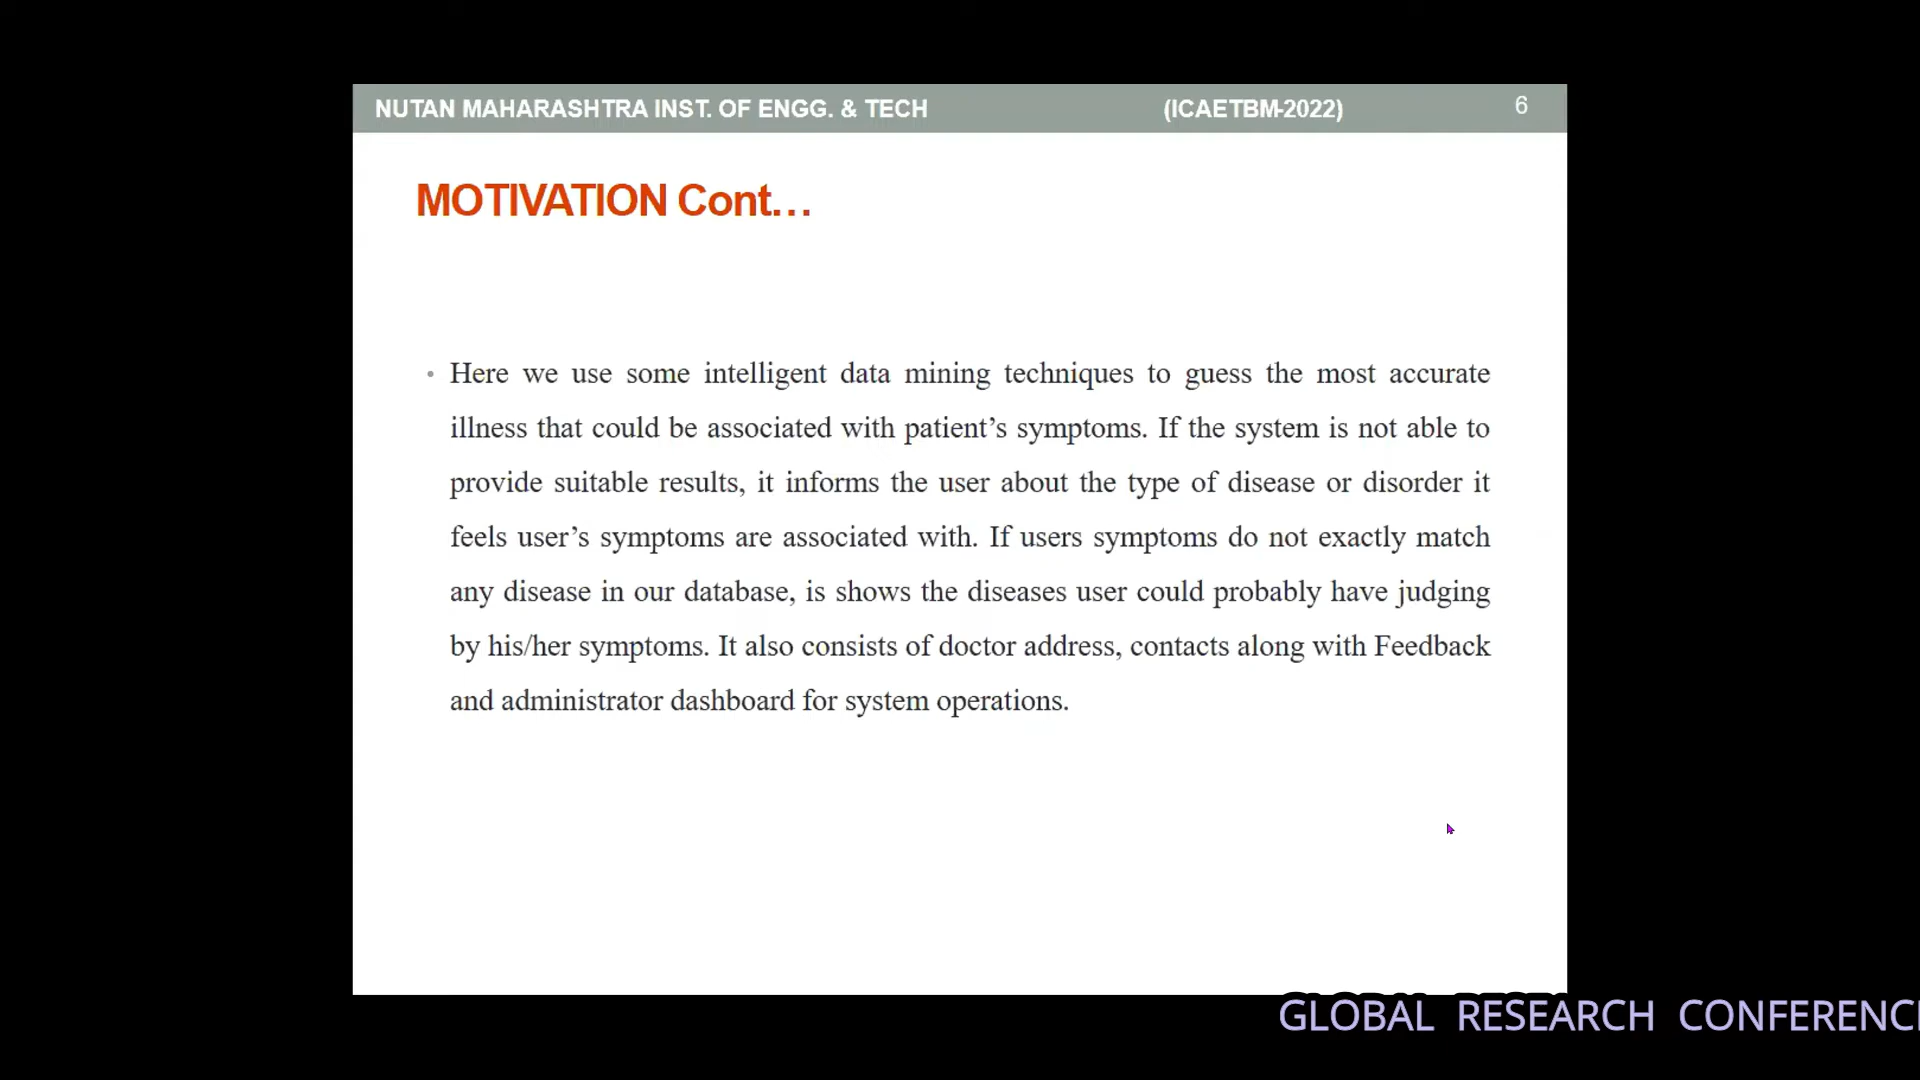 NUTAN MAHARASHTRA INST. OF ENGG. & TECH (ICAETBM-2022) 6
MOTIVATION Cont…
• Here we use some intelligent data mining techniques to guess the most accurate
illness that could be associated with patient’s symptoms. If the system is not able to
provide suitable results, it informs the user about the type of disease or disorder it
feels user’s symptoms are associated with. If users symptoms do not exactly match
any disease in our database, is shows the diseases user could probably have judging
by his/her symptoms. It also consists of doctor address, contacts along with Feedback
and administrator dashboard for system operations.
GLOBAL RESEARCH CONFERENC